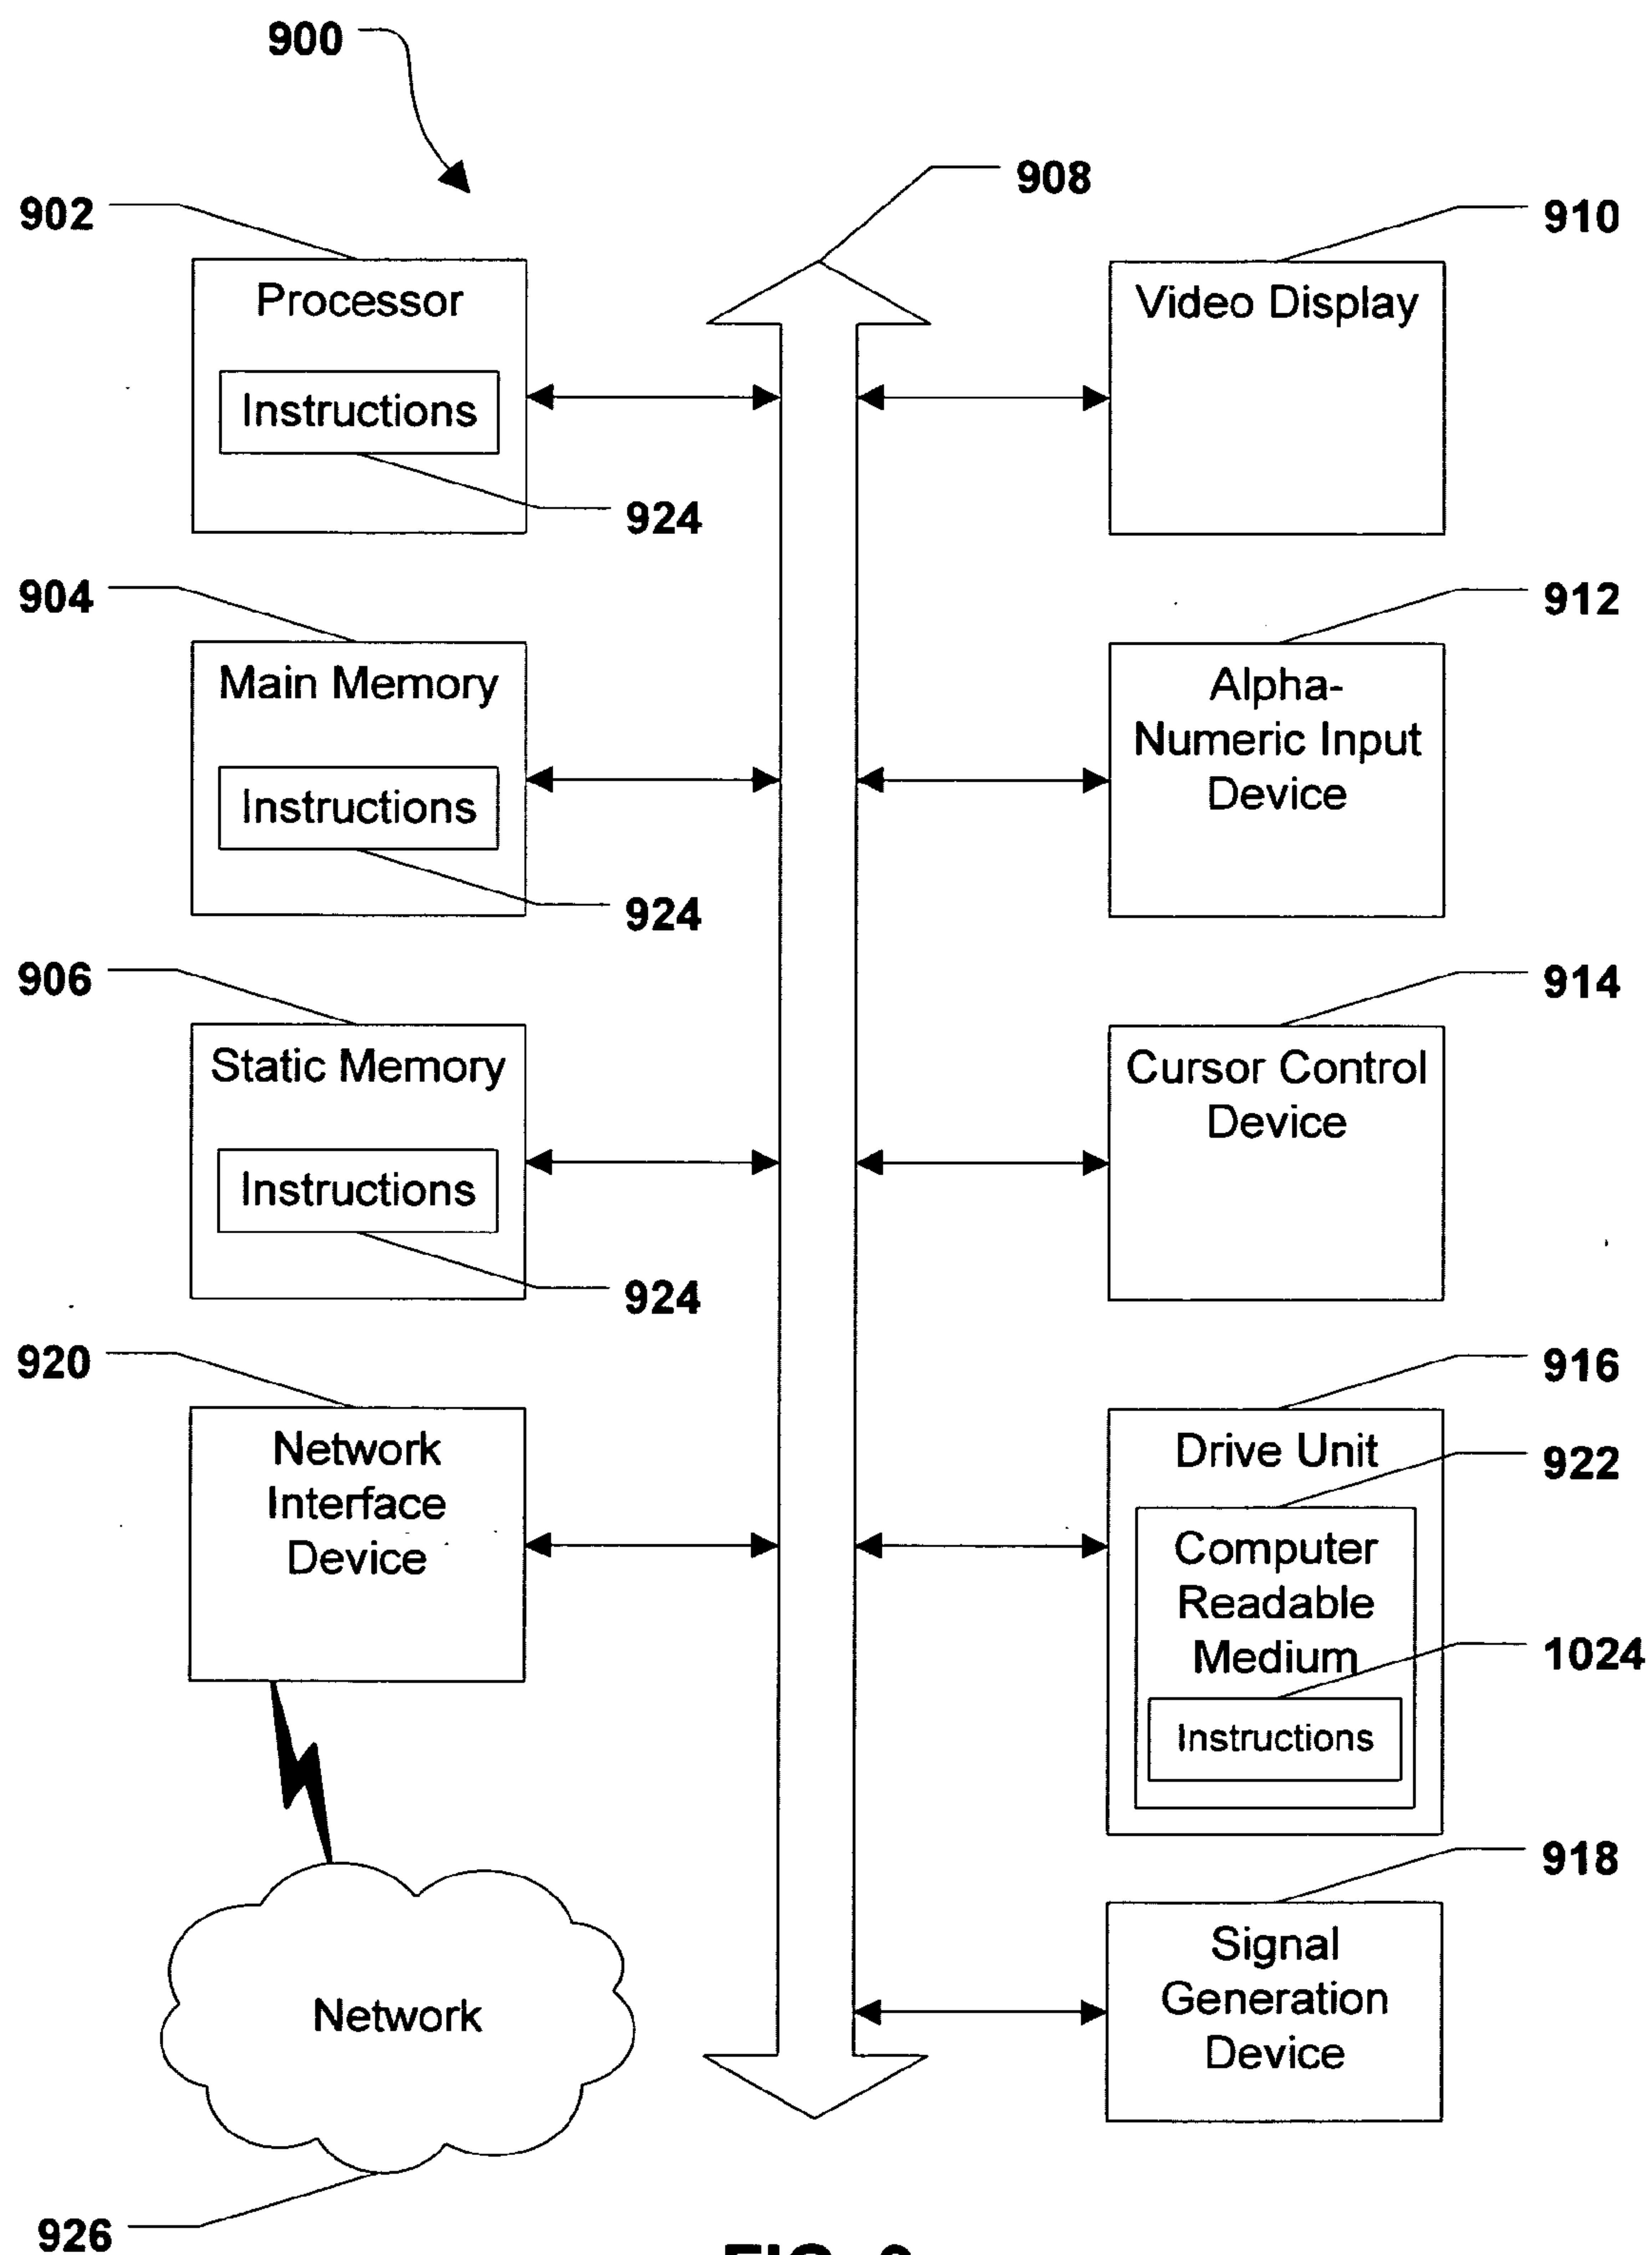 900
908
902
Processor
Instructions
924
910
Video Display
904
Main Memory
Instructions
924
912
Alpha-
Numeric Input
Device
906
Static Memory
Instructions
924
914
Cursor Control
Device
920
Network
Interface
Device
916
Drive Unit
922
Computer
Readable
Medium
1024
Instructions
918
Signal
Generation
Device
Network
926